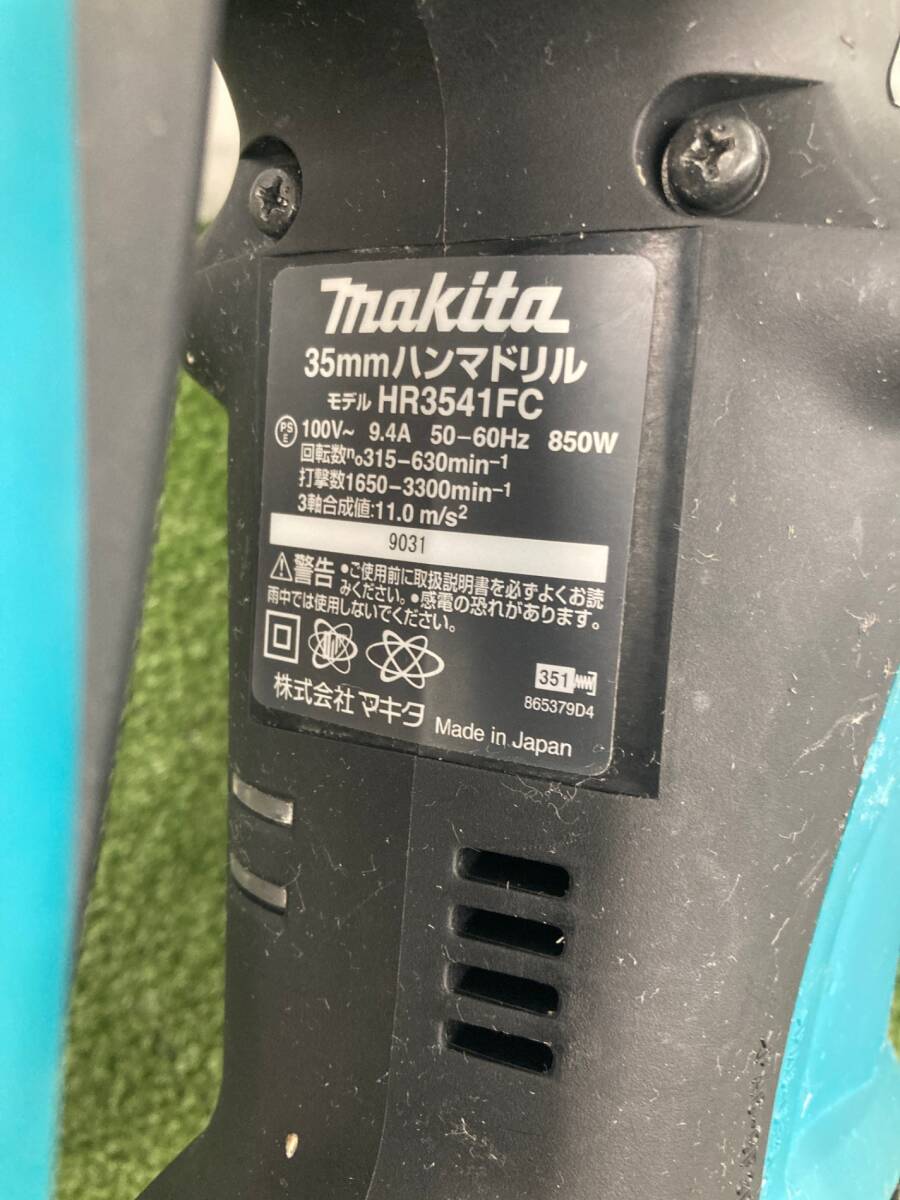 makita
35mmハンマドリル
モデル HR3541FC
PS E 100V~ 9.4A 50-60Hz 850W
回転数n₀315-630min⁻¹
打撃数1650-3300min⁻¹
3軸合成値:11.0 m/s²
9031
⚠警告 •ご使用前に取扱説明書を必ずよくお読
みください。•感電の恐れがあります。
雨中では使用しないでください。
351
865379D4
株式会社 マキタ Made in Japan